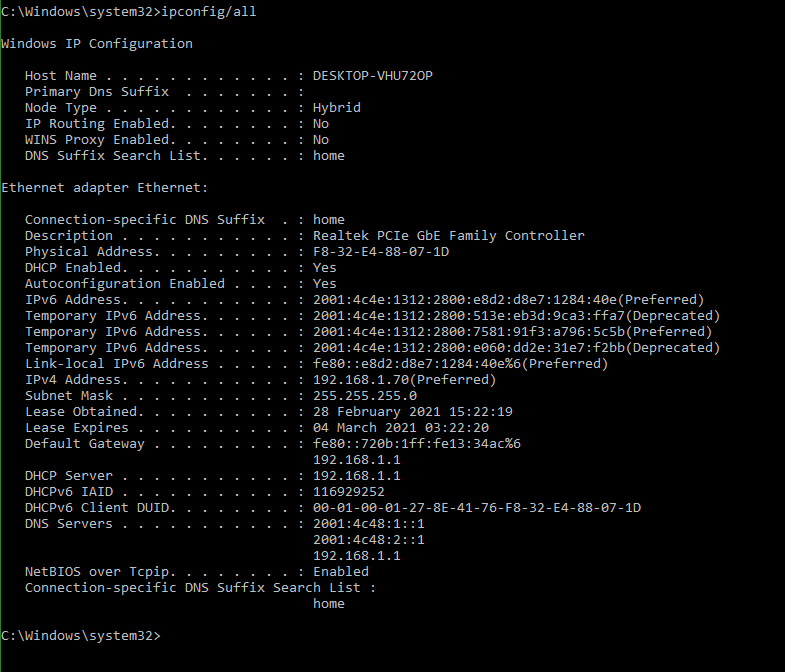 C:\Windows\system32>ipconfig/all
Windows IP Configuration
Host Name . . . . . . . . . . . . : DESKTOP-VHU72OP
Primary Dns Suffix  . . . . . . . :
Node Type . . . . . . . . . . . . : Hybrid
IP Routing Enabled. . . . . . . . : No
WINS Proxy Enabled. . . . . . . . : No
DNS Suffix Search List. . . . . . : home
Ethernet adapter Ethernet:
Connection-specific DNS Suffix  . : home
Description . . . . . . . . . . . : Realtek PCIe GbE Family Controller
Physical Address. . . . . . . . . : F8-32-E4-88-07-1D
DHCP Enabled. . . . . . . . . . . : Yes
Autoconfiguration Enabled . . . . : Yes
IPv6 Address. . . . . . . . . . . : 2001:4c4e:1312:2800:e8d2:d8e7:1284:40e(Preferred)
Temporary IPv6 Address. . . . . . : 2001:4c4e:1312:2800:513e:eb3d:9ca3:ffa7(Deprecated)
Temporary IPv6 Address. . . . . . : 2001:4c4e:1312:2800:7581:91f3:a796:5c5b(Preferred)
Temporary IPv6 Address. . . . . . : 2001:4c4e:1312:2800:e060:dd2e:31e7:f2bb(Deprecated)
Link-local IPv6 Address . . . . . : fe80::e8d2:d8e7:1284:40e%6(Preferred)
IPv4 Address. . . . . . . . . . . : 192.168.1.70(Preferred)
Subnet Mask . . . . . . . . . . . : 255.255.255.0
Lease Obtained. . . . . . . . . . : 28 February 2021 15:22:19
Lease Expires . . . . . . . . . . : 04 March 2021 03:22:20
Default Gateway . . . . . . . . . : fe80::720b:1ff:fe13:34ac%6
192.168.1.1
DHCP Server . . . . . . . . . . . : 192.168.1.1
DHCPv6 IAID . . . . . . . . . . . : 116929252
DHCPv6 Client DUID. . . . . . . . : 00-01-00-01-27-8E-41-76-F8-32-E4-88-07-1D
DNS Servers . . . . . . . . . . . : 2001:4c48:1::1
2001:4c48:2::1
192.168.1.1
NetBIOS over Tcpip. . . . . . . . : Enabled
Connection-specific DNS Suffix Search List :
home
C:\Windows\system32>